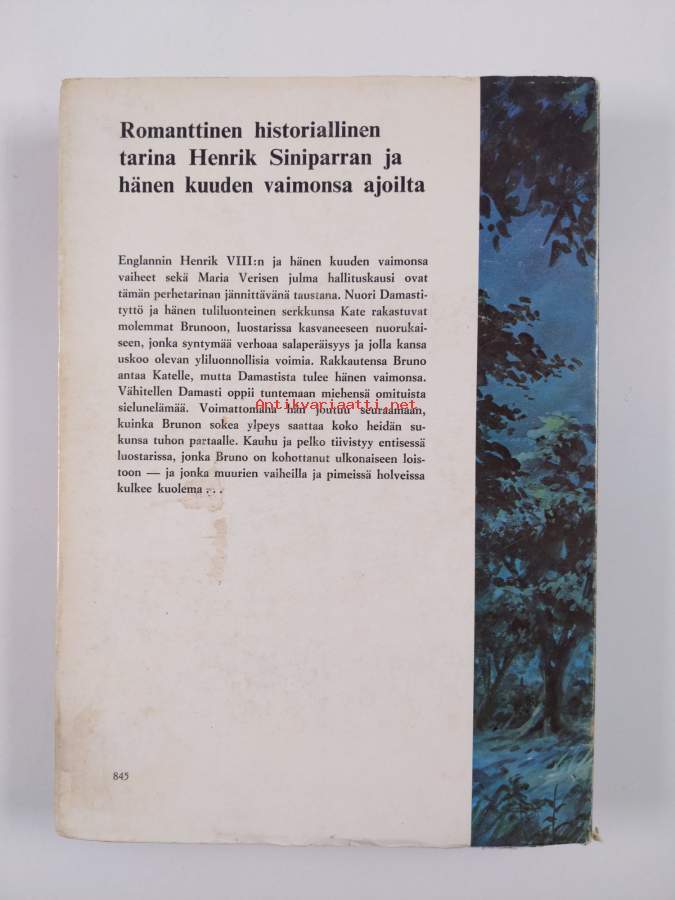 Romanttinen historiallinen
tarina Henrik Siniparran ja
hänen kuuden vaimonsa ajoilta
Englannin Henrik VIII:n ja hänen kuuden vaimonsa
vaiheet sekä Maria Verisen julma hallituskausi ovat
tämän perhetarinan jännittävänä taustana. Nuori Damasti-
tyttö ja hänen tuliluonteinen serkkunsa Kate rakastuvat
molemmat Brunoon, luostarissa kasvaneeseen nuorukai-
seen, jonka syntymää verhoaa salaperäisyys ja jolla kansa
uskoo olevan yliluonnollisia voimia. Rakkautensa Bruno
antaa Katelle, mutta Damastista tulee hänen vaimonsa.
Vähitellen Damasti oppii tuntemaan miehensä omituista
sielunelämää. Voimattomana hän joutuu seuraamaan,
Antikvariaatti.net
kuinka Brunon sokea ylpeys saattaa koko heidän su-
kunsa tuhon partaalle. Kauhu ja pelko tiivistyy entisessä
luostarissa, jonka Bruno on kohottanut ulkonaiseen lois-
toon — ja jonka muurien vaiheilla ja pimeissä holveissa
kulkee kuolema...
845